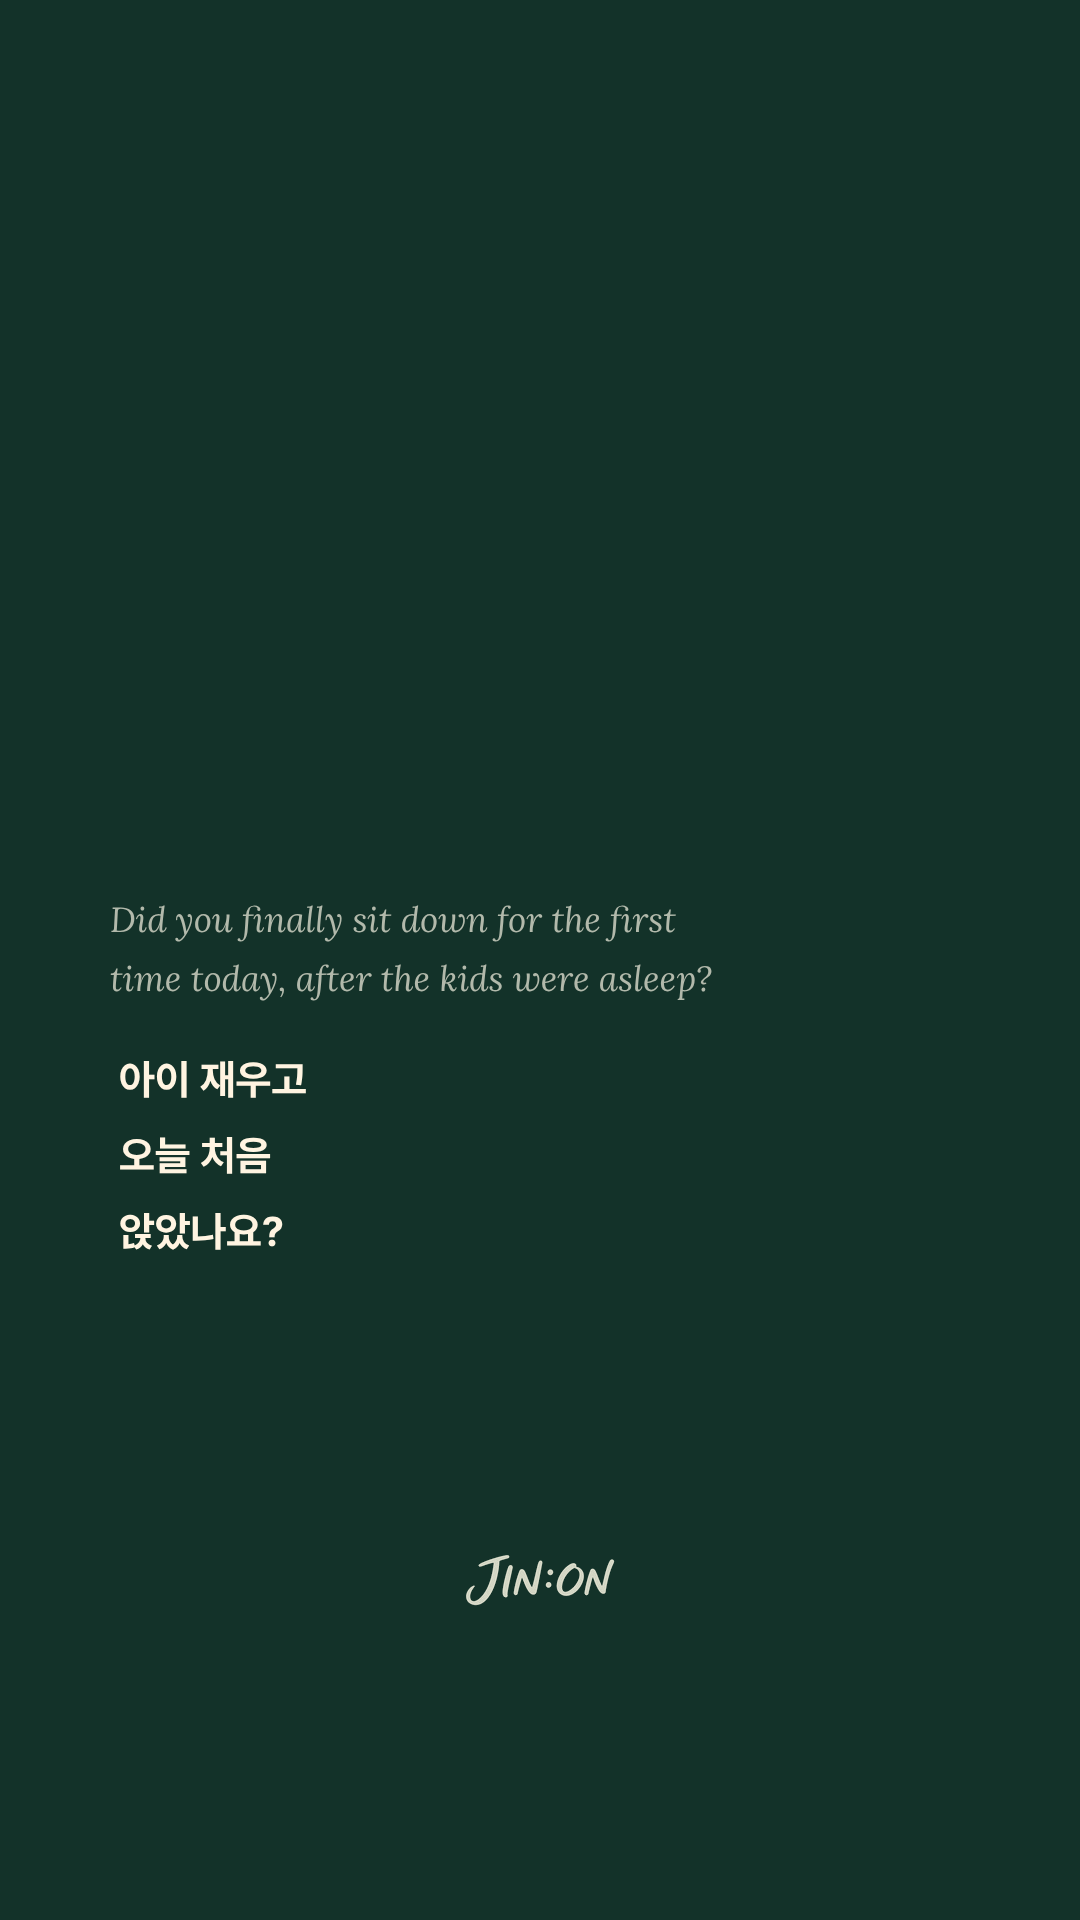 Did you finally sit down for the first
time today, after the kids were asleep?
아이 재우고
오늘 처음
앉았나요?
JIN:ON